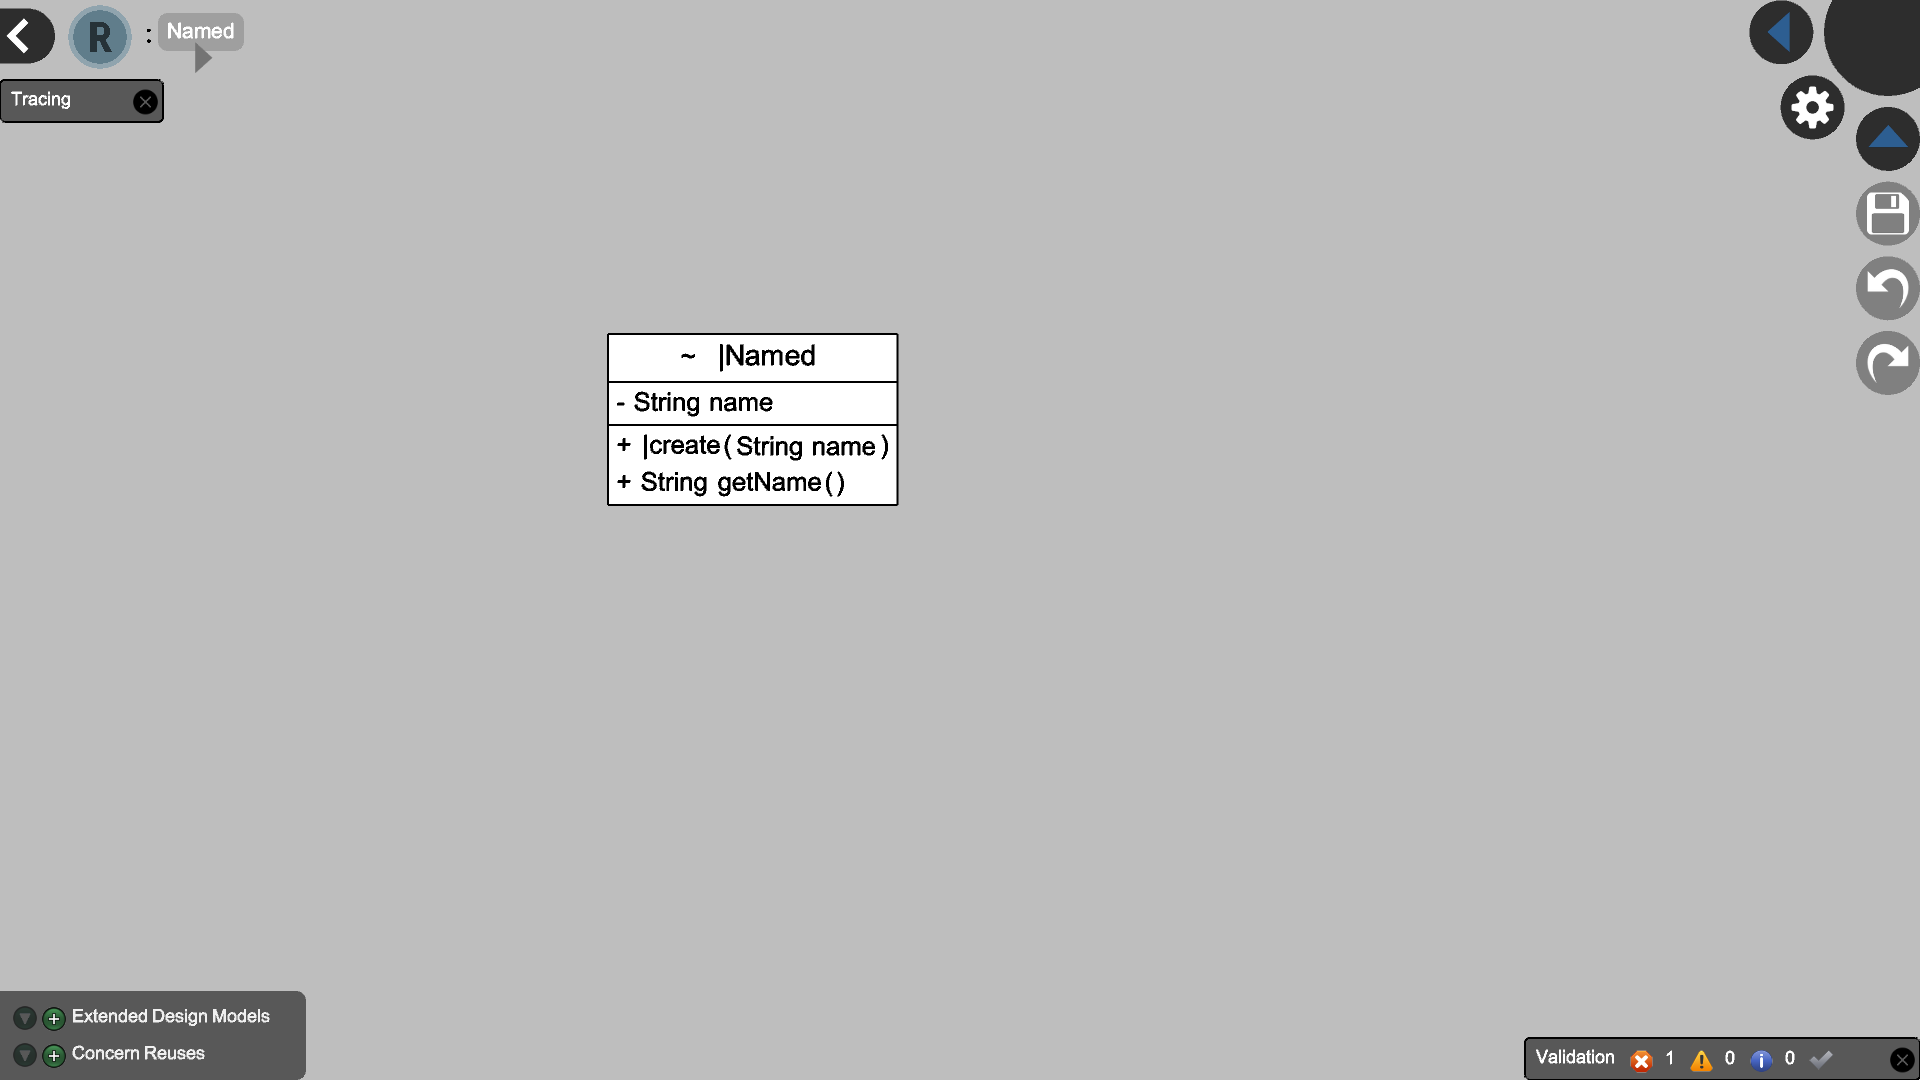 R : Named
Tracing
~ |Named
- String name
+ |create(String name)
+ String getName()
Extended Design Models
Concern Reuses
Validation 1 0 0